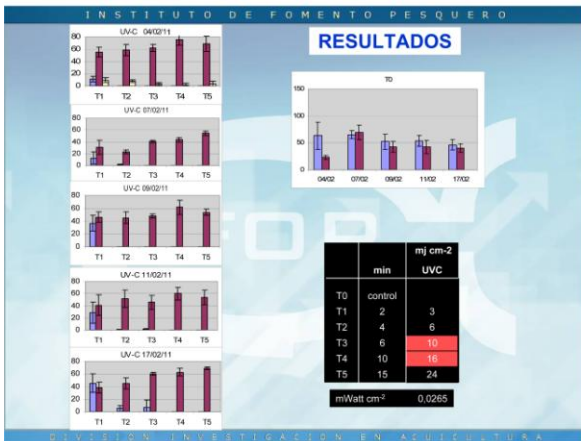 INSTITUTO DE FOMENTO PESQUERO
RESULTADOS
UV-C 04/02/11
80
60
40
20
0
T1 T2 T3 T4 T5
UV-C 07/02/11
80
60
40
20
0
T1 T2 T3 T4 T5
UV-C 09/02/11
80
60
40
20
0
T1 T2 T3 T4 T5
UV-C 11/02/11
80
60
40
20
0
T1 T2 T3 T4 T5
UV-C 17/02/11
80
60
40
20
0
T1 T2 T3 T4 T5
T0
150
100
50
0
04/02 07/02 09/02 11/02 17/02
FOP
mj cm-2
min UVC
T0 control
T1 2 3
T2 4 6
T3 6 10
T4 10 16
T5 15 24
mWatt cm-2 0,0265
DIVISION INVESTIGACION EN ACUICULTURA